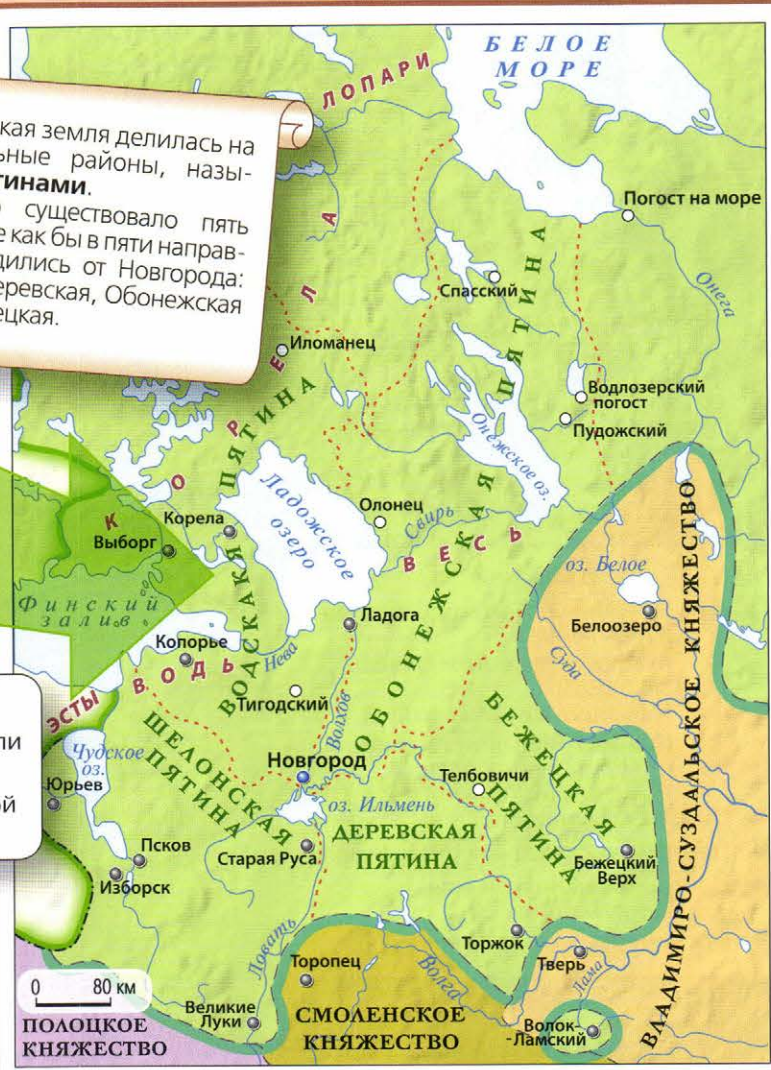 БЕЛОЕ
МОРЕ
ЛОПАРИ
кая земля делилась на
ьные районы, назы-
тинами.
существовало пять
е как бы в пяти направ-
дились от Новгорода:
еревская, Обонежская
ецкая.
Погост на море
Онега
Спасский
КОРЕЛА
Иломанец
ВОДСКАЯ ПЯТИНА
Водлозерский
погост
Пудожский
Онежское оз.
ОБОНЕЖСКАЯ ПЯТИНА
Ладожское
озеро
Олонец
Свирь
ВЕСЬ
Корела
Выборг
Финский
залив
оз. Белое
Белоозеро
Суда
Ладога
Копорье
Нева
ВОДЬ
ЭСТЫ
Тигодский
Волхов
ли
ой
Чудское
оз.
Юрьев
ШЕЛОНСКАЯ
ПЯТИНА
Новгород
оз. Ильмень
Телбовичи
БЕЖЕЦКАЯ
ПЯТИНА
ДЕРЕВСКАЯ
ПЯТИНА
Псков
Изборск
Старая Руса
Бежецкий
Верх
Ловать
Торжок
Торопец
Волга
Тверь
Лама
ВЛАДИМИРО-СУЗДАЛЬСКОЕ КНЯЖЕСТВО
0 80 км
Великие
Луки
СМОЛЕНСКОЕ
КНЯЖЕСТВО
Волок-
-Ламский
ПОЛОЦКОЕ
КНЯЖЕСТВО